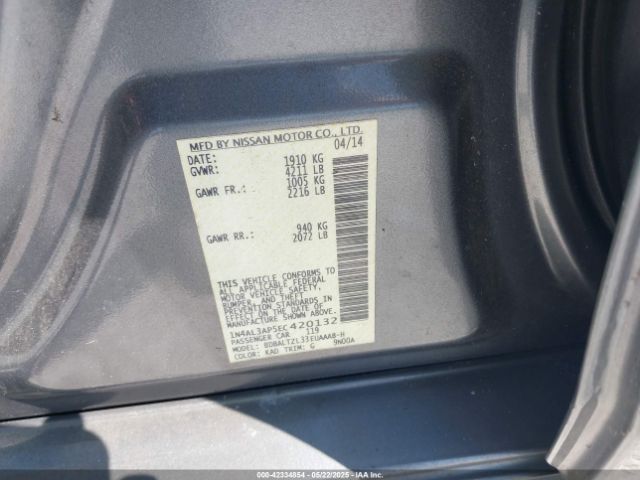 MFD BY NISSAN MOTOR CO., LTD.
DATE: 04/14
GVWR: 1910 KG
4211 LB
GAWR FR.: 1005 KG
2216 LB
GAWR RR.: 940 KG
2072 LB
THIS VEHICLE CONFORMS TO
ALL APPLICABLE FEDERAL
MOTOR VEHICLE SAFETY,
BUMPER, AND THEFT
PREVENTION STANDARDS IN
EFFECT ON THE DATE OF
MANUFACTURE SHOWN ABOVE.
1N4AL3AP5EC420132
PASSENGER CAR 119
MODEL: BDBALTZL33EUAAAB-H
COLOR: KAD TRIM: G 9N00A
000-42334854 | 05/22/2025 - © IAA, Inc.